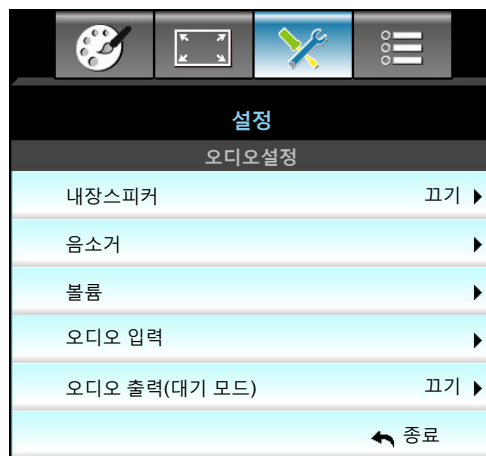 설정
오디오설정
내장스피커 끄기
음소거
볼륨
오디오 입력
오디오 출력(대기 모드) 끄기
종료